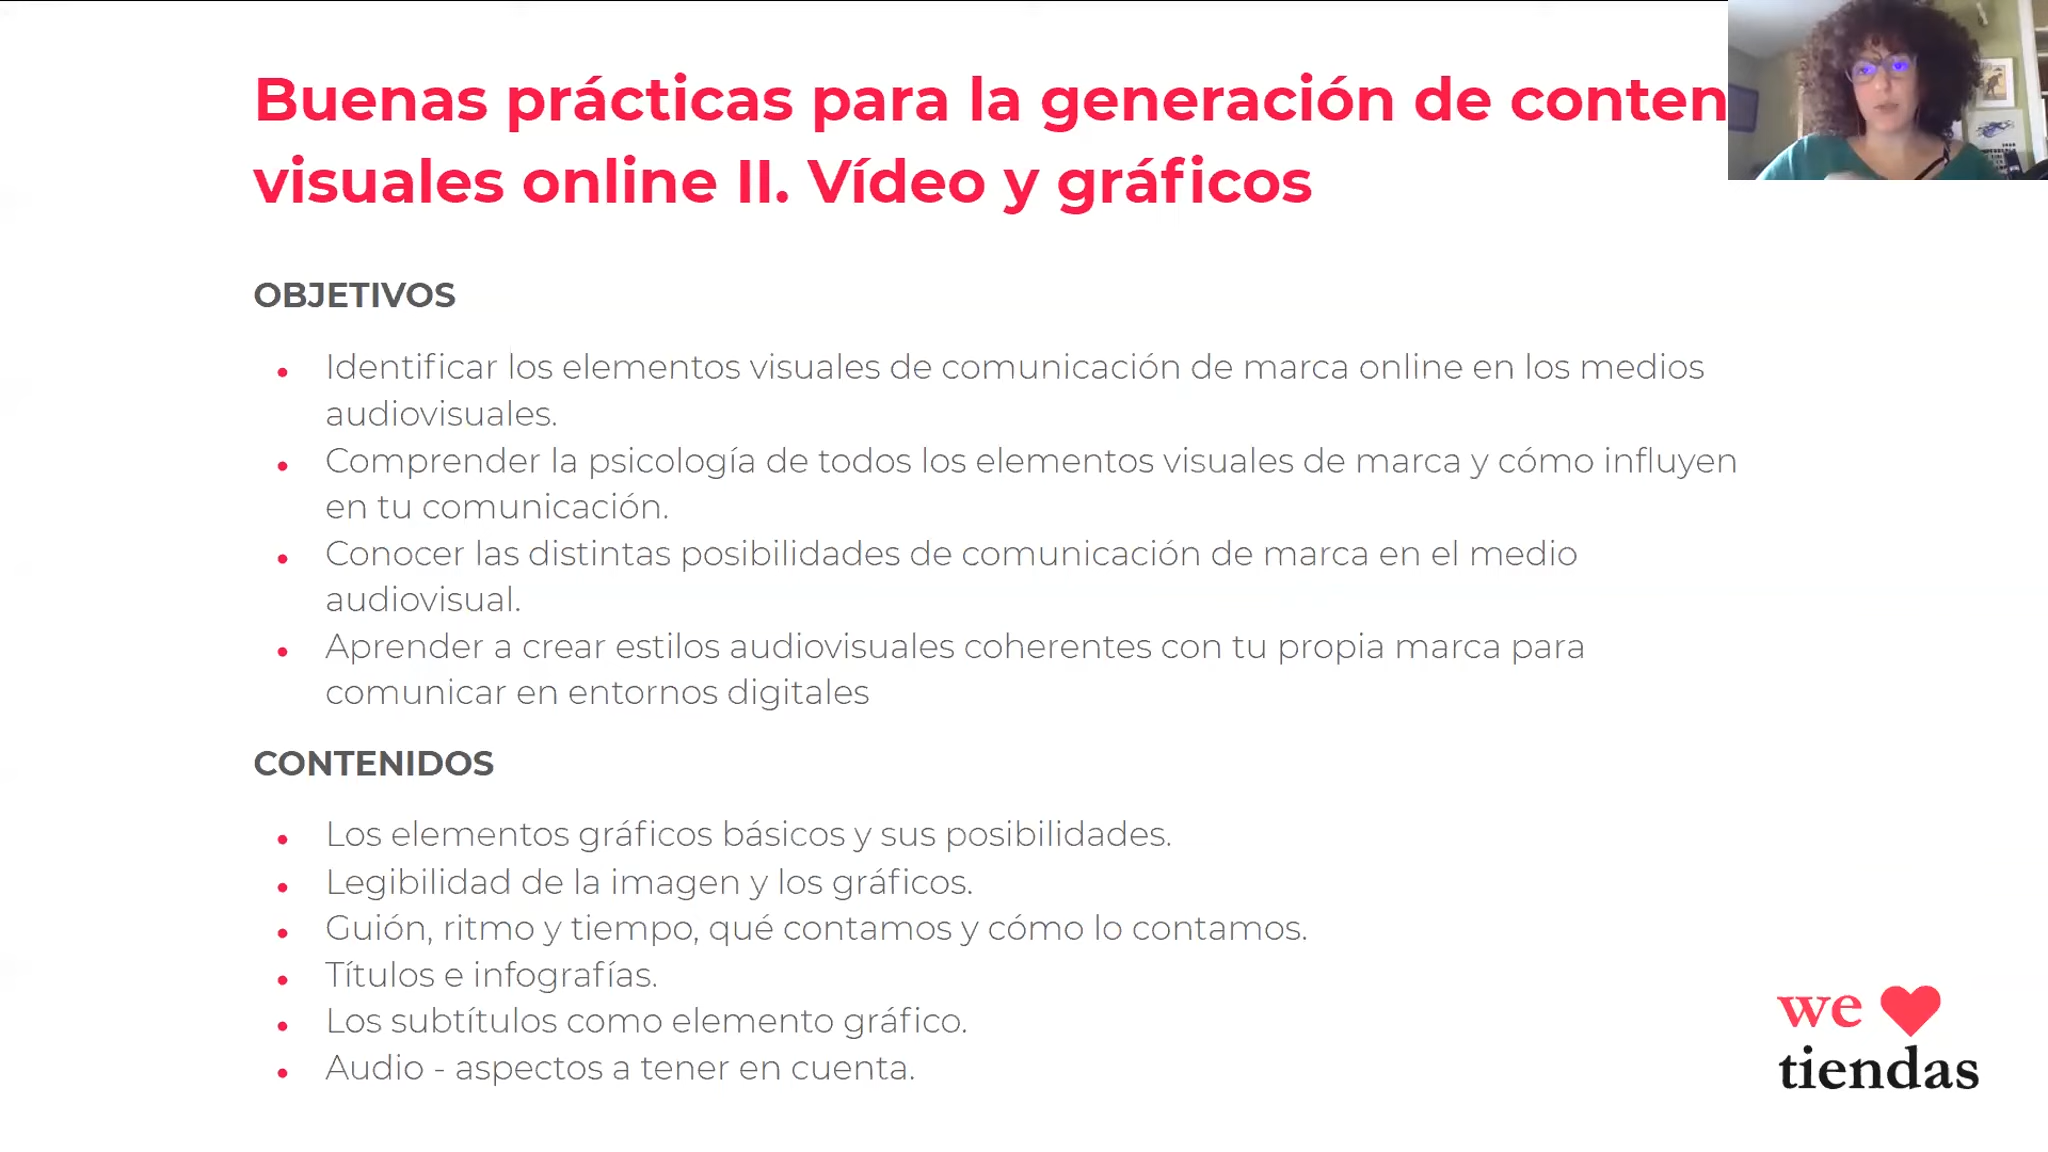 Buenas prácticas para la generación de conten
visuales online II. Vídeo y gráficos
OBJETIVOS
• Identificar los elementos visuales de comunicación de marca online en los medios
audiovisuales.
• Comprender la psicología de todos los elementos visuales de marca y cómo influyen
en tu comunicación.
• Conocer las distintas posibilidades de comunicación de marca en el medio
audiovisual.
• Aprender a crear estilos audiovisuales coherentes con tu propia marca para
comunicar en entornos digitales
CONTENIDOS
• Los elementos gráficos básicos y sus posibilidades.
• Legibilidad de la imagen y los gráficos.
• Guión, ritmo y tiempo, qué contamos y cómo lo contamos.
• Títulos e infografías.
• Los subtítulos como elemento gráfico.
• Audio - aspectos a tener en cuenta.
we
tiendas